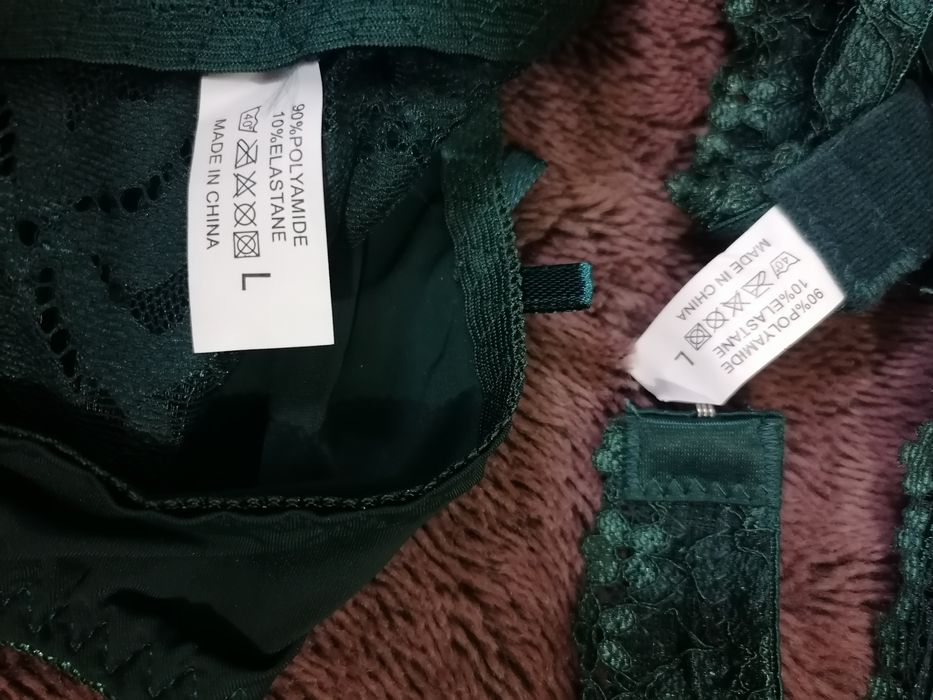 90%POLYAMIDE
10%ELASTANE
40°
MADE IN CHINA
L
90%POLYAMIDE
10%ELASTANE
40°
MADE IN CHINA
L